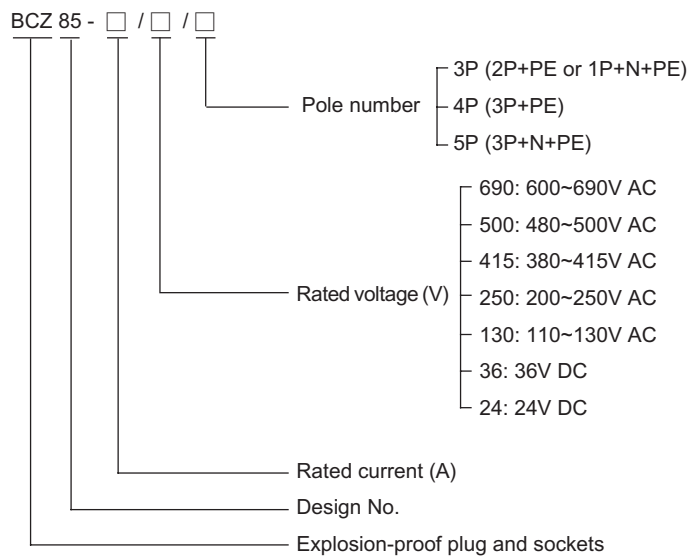 BCZ 85 - □ / □ / □
3P (2P+PE or 1P+N+PE)
Pole number
4P (3P+PE)
5P (3P+N+PE)
690: 600~690V AC
500: 480~500V AC
415: 380~415V AC
Rated voltage (V)
250: 200~250V AC
130: 110~130V AC
36: 36V DC
24: 24V DC
Rated current (A)
Design No.
Explosion-proof plug and sockets